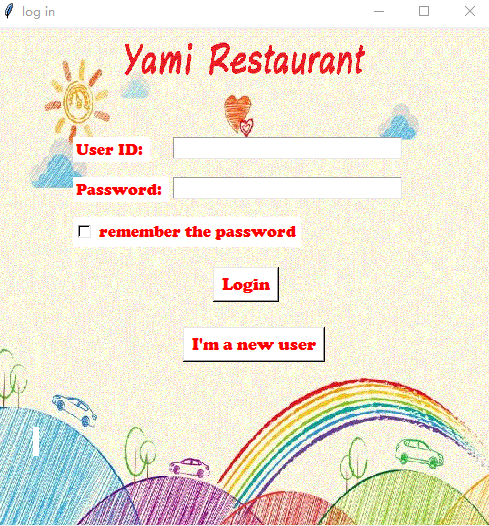 log in
Yami Restaurant
User ID:
Password:
remember the password
Login
I'm a new user